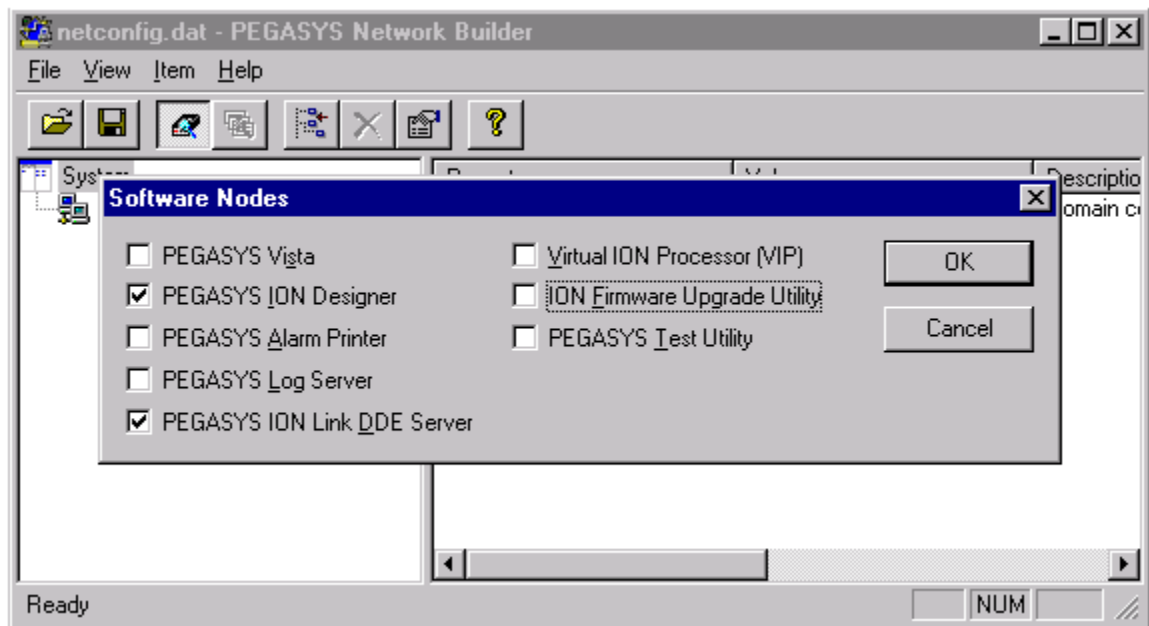 netconfig.dat - PEGASYS Network Builder
File View Item Help
Descriptio
Software Nodes
omain c
PEGASYS Vista
Virtual ION Processor (VIP)
OK
PEGASYS ION Designer
ION Firmware Upgrade Utility
PEGASYS Alarm Printer
PEGASYS Test Utility
Cancel
PEGASYS Log Server
PEGASYS ION Link DDE Server
Ready
NUM